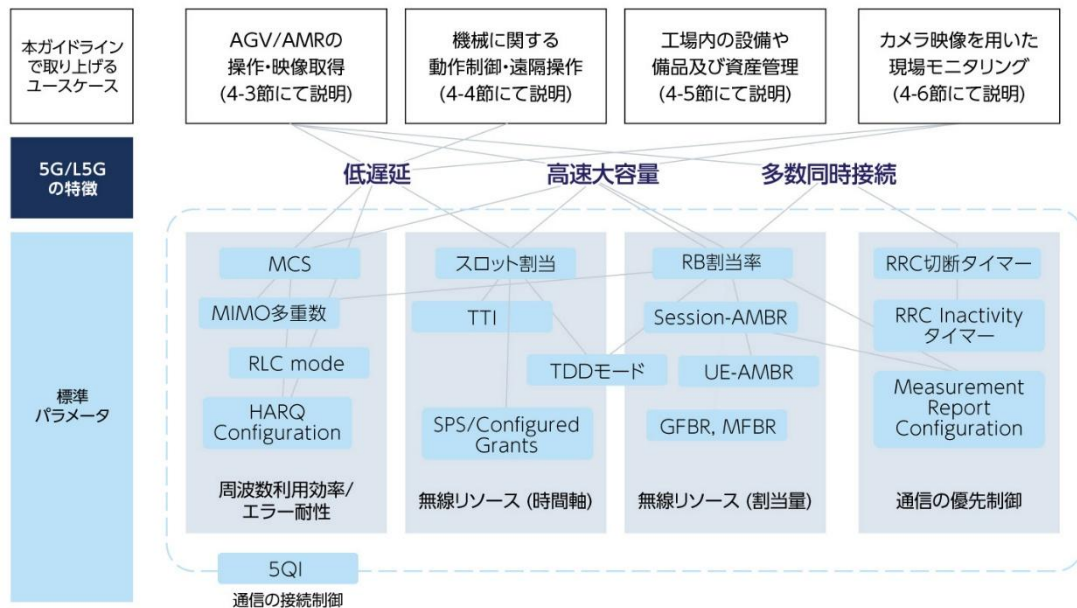 本ガイドライン
で取り上げる
ユースケース
AGV/AMRの
操作・映像取得
(4-3節にて説明)
機械に関する
動作制御・遠隔操作
(4-4節にて説明)
工場内の設備や
備品及び資産管理
(4-5節にて説明)
カメラ映像を用いた
現場モニタリング
(4-6節にて説明)
5G/L5G
の特徴
低遅延
高速大容量
多数同時接続
標準
パラメータ
MCS
MIMO多重数
RLC mode
HARQ
Configuration
周波数利用効率/
エラー耐性
スロット割当
TTI
TDDモード
SPS/Configured
Grants
無線リソース (時間軸)
RB割当率
Session-AMBR
UE-AMBR
GFBR, MFBR
無線リソース (割当量)
RRC切断タイマー
RRC Inactivity
タイマー
Measurement
Report
Configuration
通信の優先制御
5QI
通信の接続制御